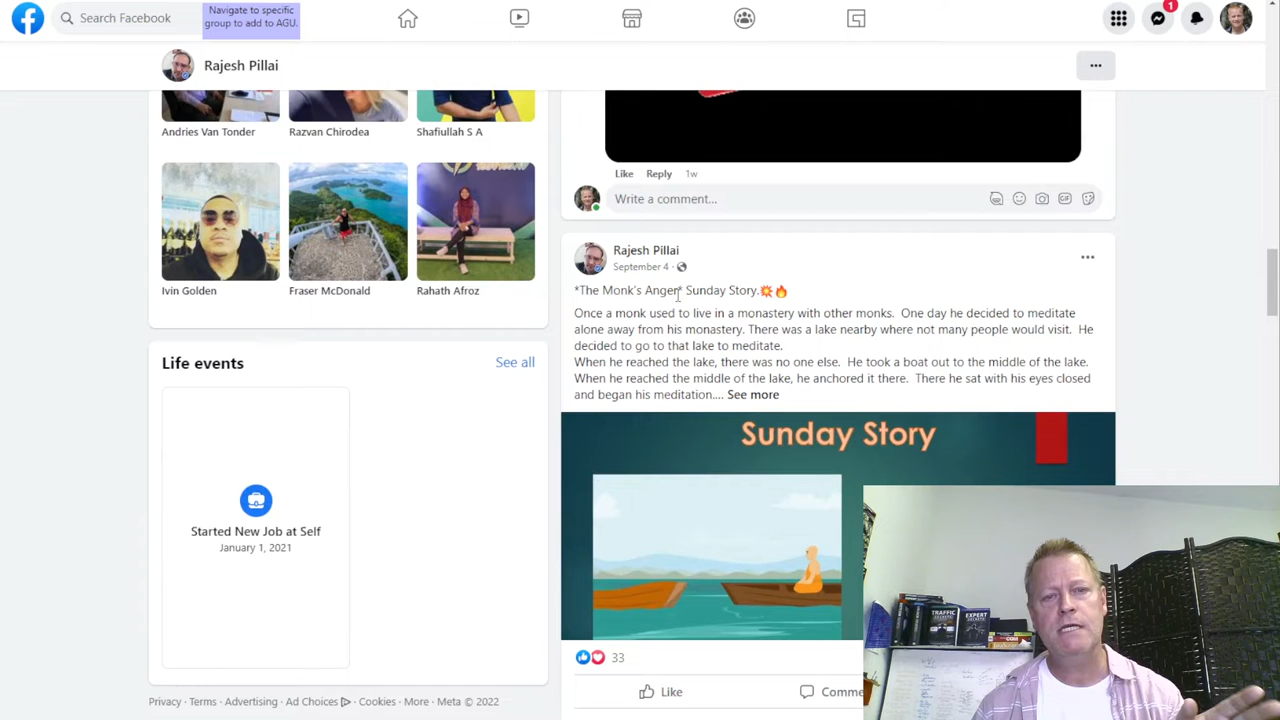 Search Facebook
Navigate to specific
group to add to AGU.
1
Rajesh Pillai
Andries Van Tonder
Razvan Chirodea
Shafiullah S A
Ivin Golden
Fraser McDonald
Rahath Afroz
Life events
See all
Started New Job at Self
January 1, 2021
Privacy · Terms · Advertising · Ad Choices · Cookies · More · Meta © 2022
Like Reply 1w
Write a comment...
GIF
Rajesh Pillai
September 4 ·
*The Monk's Anger* Sunday Story.💥🔥
Once a monk used to live in a monastery with other monks. One day he decided to meditate
alone away from his monastery. There was a lake nearby where not many people would visit. He
decided to go to that lake to meditate.
When he reached the lake, there was no one else. He took a boat out to the middle of the lake.
When he reached the middle of the lake, he anchored it there. There he sat with his eyes closed
and began his meditation.... See more
Sunday Story
33
Like
Comme
TRAFFIC
SECRETS
EXPERT
SECRETS